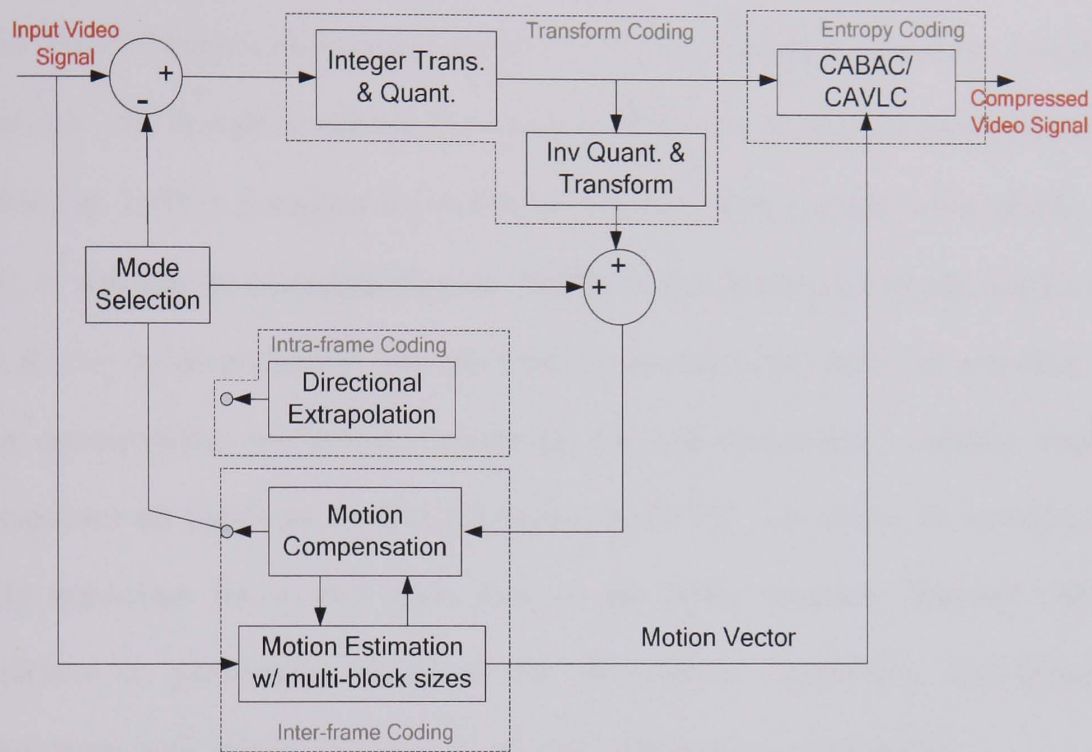 Input Video
Signal
+
-
Integer Trans.
& Quant.
Transform Coding
Entropy Coding
CABAC/
CAVLC
Compressed
Video Signal
Inv Quant. &
Transform
Mode
Selection
+
+
Intra-frame Coding
Directional
Extrapolation
Motion
Compensation
Motion Estimation
w/ multi-block sizes
Motion Vector
Inter-frame Coding